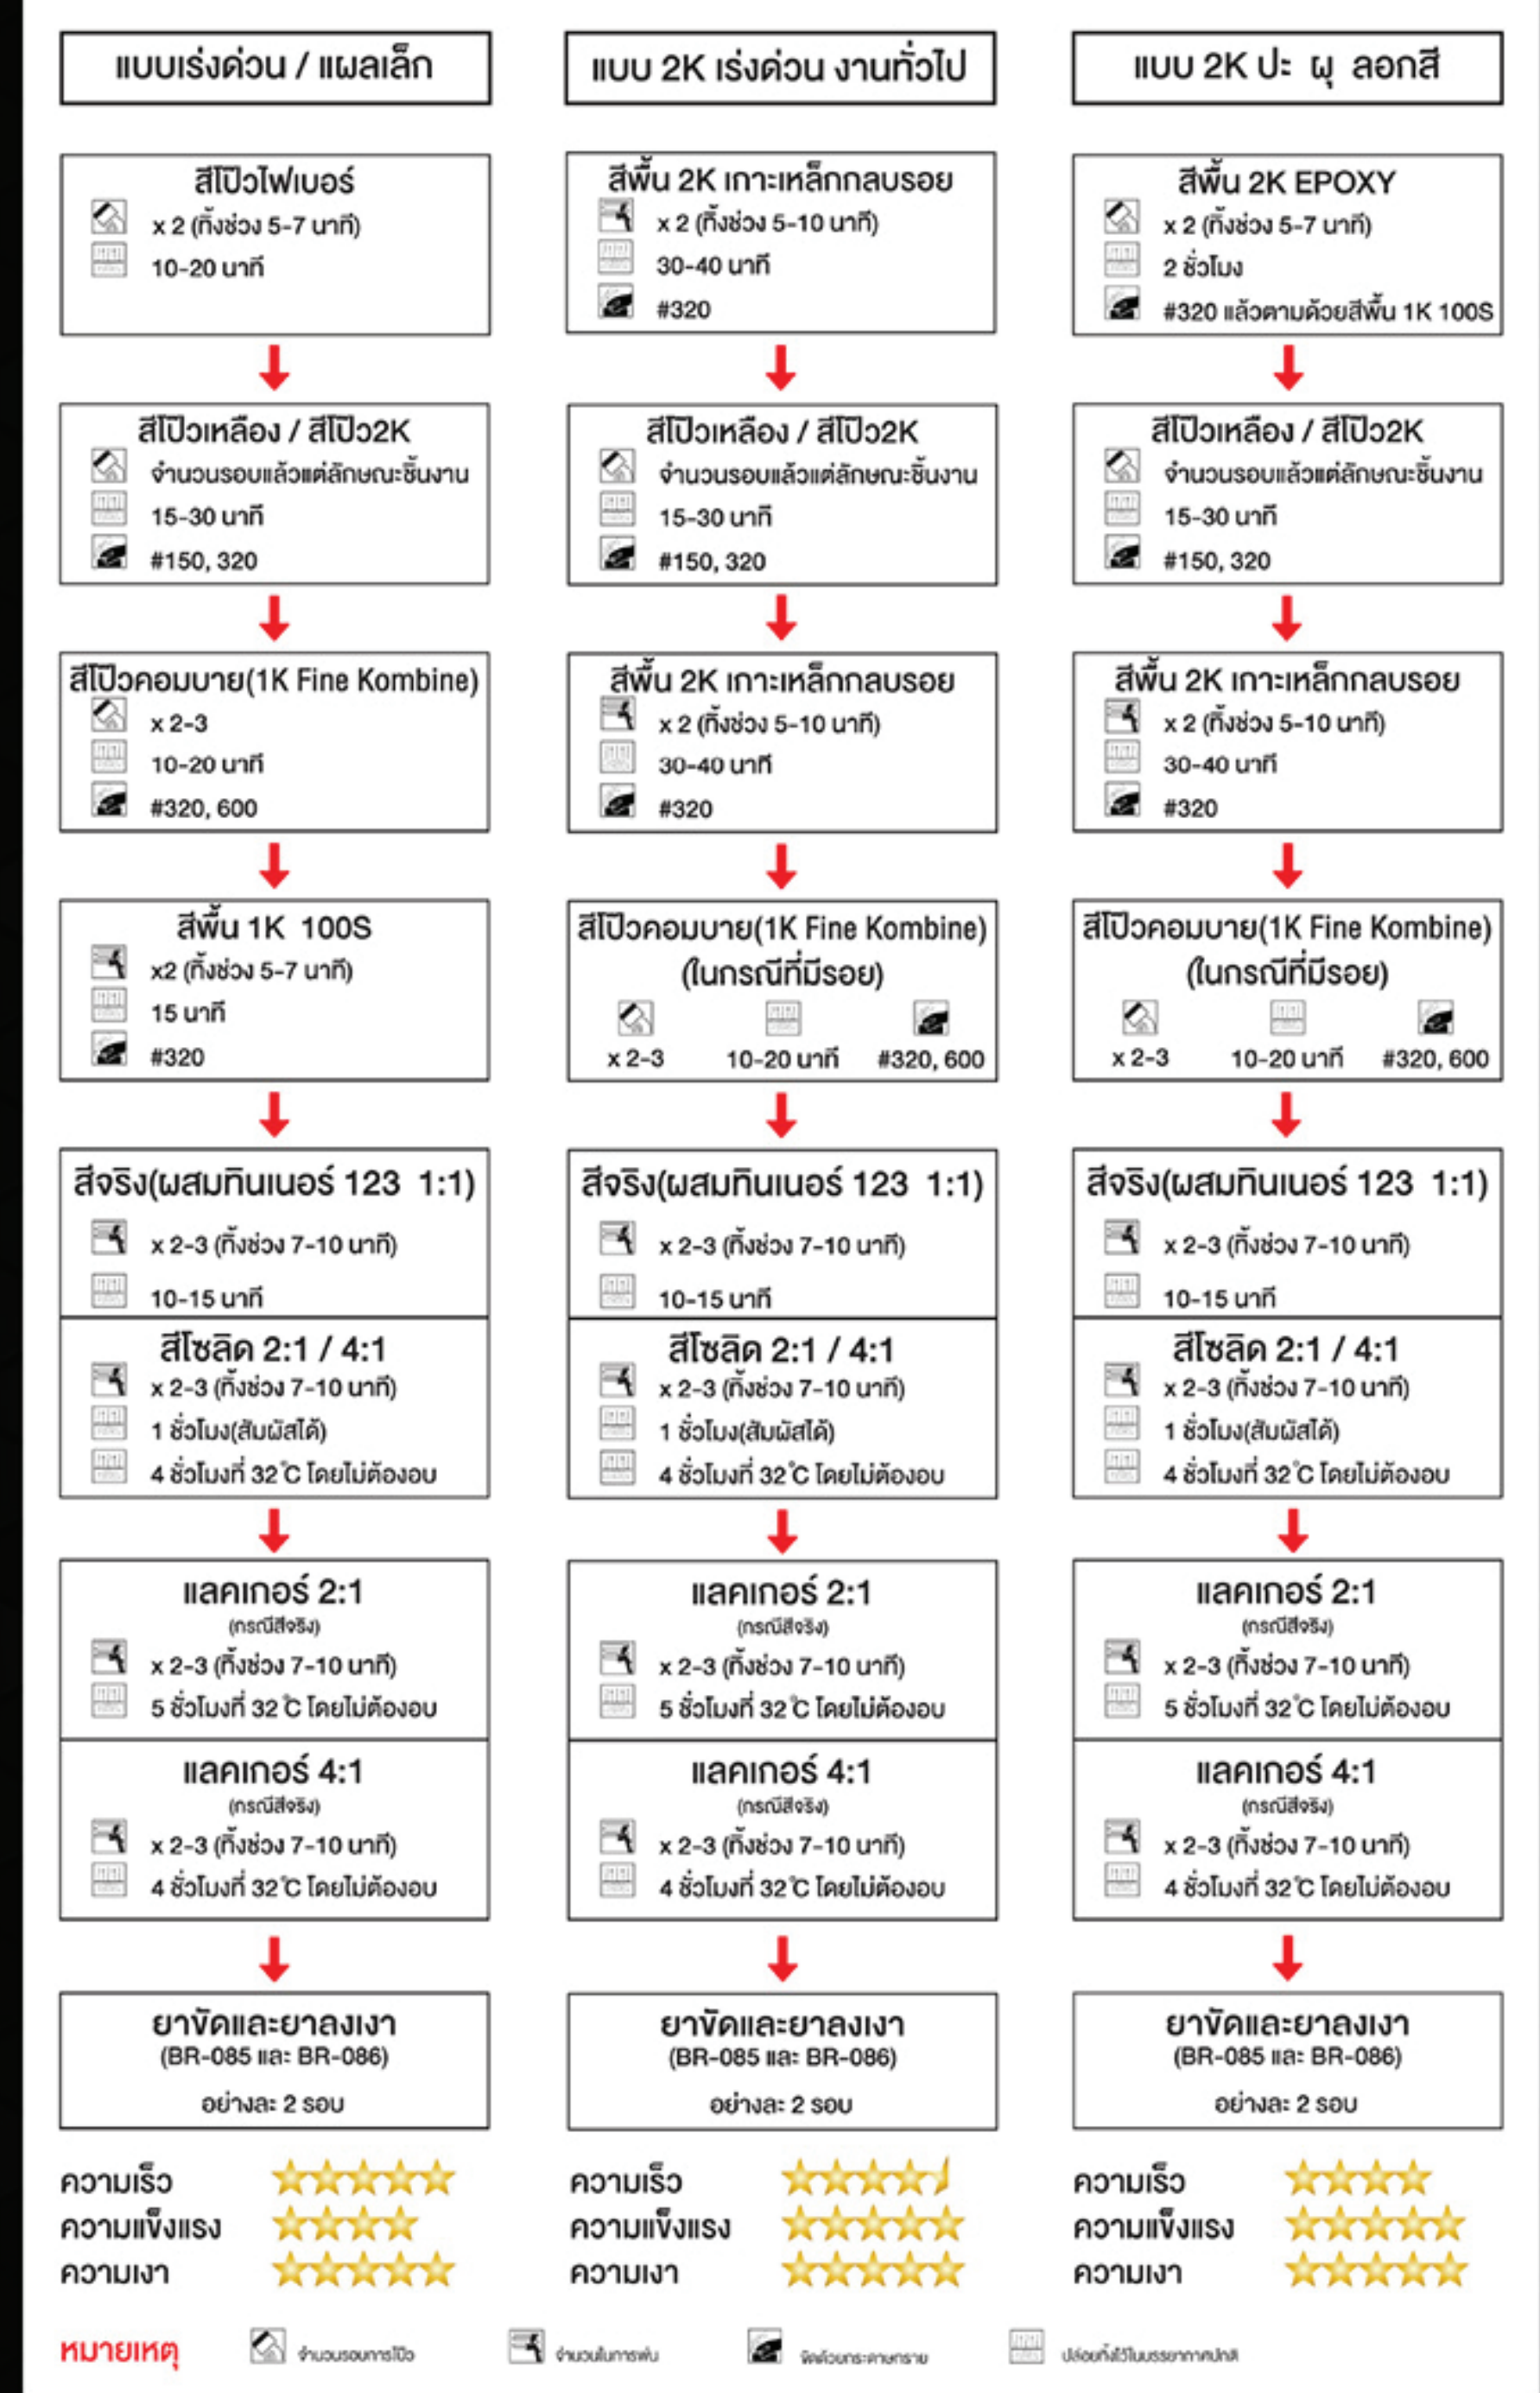 แบบเร่งด่วน / แผลเล็ก
สีโป๊วไฟเบอร์
x 2 (ทิ้งช่วง 5-7 นาที)
10-20 นาที
สีโป๊วเหลือง / สีโป๊ว2K
จำนวนรอบแล้วแต่ลักษณะชิ้นงาน
15-30 นาที
#150, 320
สีโป๊วคอมบาย(1K Fine Kombine)
x 2-3
10-20 นาที
#320, 600
สีพื้น 1K 100S
x2 (ทิ้งช่วง 5-7 นาที)
15 นาที
#320
สีจริง(ผสมทินเนอร์ 123 1:1)
x 2-3 (ทิ้งช่วง 7-10 นาที)
10-15 นาที
สีโซลิด 2:1 / 4:1
x 2-3 (ทิ้งช่วง 7-10 นาที)
1 ชั่วโมง(สัมผัสได้)
4 ชั่วโมงที่ 32°C โดยไม่ต้องอบ
แลคเกอร์ 2:1
(กรณีสีจริง)
x 2-3 (ทิ้งช่วง 7-10 นาที)
5 ชั่วโมงที่ 32°C โดยไม่ต้องอบ
แลคเกอร์ 4:1
(กรณีสีจริง)
x 2-3 (ทิ้งช่วง 7-10 นาที)
4 ชั่วโมงที่ 32°C โดยไม่ต้องอบ
ยาขัดและยาลงเงา
(BR-085 และ BR-086)
อย่างละ 2 รอบ
ความเร็ว
ความแข็งแรง
ความเงา
แบบ 2K เร่งด่วน งานทั่วไป
สีพื้น 2K เกาะเหล็กกลบรอย
x 2 (ทิ้งช่วง 5-10 นาที)
30-40 นาที
#320
สีโป๊วเหลือง / สีโป๊ว2K
จำนวนรอบแล้วแต่ลักษณะชิ้นงาน
15-30 นาที
#150, 320
สีพื้น 2K เกาะเหล็กกลบรอย
x 2 (ทิ้งช่วง 5-10 นาที)
30-40 นาที
#320
สีโป๊วคอมบาย(1K Fine Kombine)
(ในกรณีที่มีรอย)
x 2-3 10-20 นาที #320, 600
สีจริง(ผสมทินเนอร์ 123 1:1)
x 2-3 (ทิ้งช่วง 7-10 นาที)
10-15 นาที
สีโซลิด 2:1 / 4:1
x 2-3 (ทิ้งช่วง 7-10 นาที)
1 ชั่วโมง(สัมผัสได้)
4 ชั่วโมงที่ 32°C โดยไม่ต้องอบ
แลคเกอร์ 2:1
(กรณีสีจริง)
x 2-3 (ทิ้งช่วง 7-10 นาที)
5 ชั่วโมงที่ 32°C โดยไม่ต้องอบ
แลคเกอร์ 4:1
(กรณีสีจริง)
x 2-3 (ทิ้งช่วง 7-10 นาที)
4 ชั่วโมงที่ 32°C โดยไม่ต้องอบ
ยาขัดและยาลงเงา
(BR-085 และ BR-086)
อย่างละ 2 รอบ
ความเร็ว
ความแข็งแรง
ความเงา
แบบ 2K ปะ ผุ ลอกสี
สีพื้น 2K EPOXY
x 2 (ทิ้งช่วง 5-7 นาที)
2 ชั่วโมง
#320 แล้วตามด้วยสีพื้น 1K 100S
สีโป๊วเหลือง / สีโป๊ว2K
จำนวนรอบแล้วแต่ลักษณะชิ้นงาน
15-30 นาที
#150, 320
สีพื้น 2K เกาะเหล็กกลบรอย
x 2 (ทิ้งช่วง 5-10 นาที)
30-40 นาที
#320
สีโป๊วคอมบาย(1K Fine Kombine)
(ในกรณีที่มีรอย)
x 2-3 10-20 นาที #320, 600
สีจริง(ผสมทินเนอร์ 123 1:1)
x 2-3 (ทิ้งช่วง 7-10 นาที)
10-15 นาที
สีโซลิด 2:1 / 4:1
x 2-3 (ทิ้งช่วง 7-10 นาที)
1 ชั่วโมง(สัมผัสได้)
4 ชั่วโมงที่ 32°C โดยไม่ต้องอบ
แลคเกอร์ 2:1
(กรณีสีจริง)
x 2-3 (ทิ้งช่วง 7-10 นาที)
5 ชั่วโมงที่ 32°C โดยไม่ต้องอบ
แลคเกอร์ 4:1
(กรณีสีจริง)
x 2-3 (ทิ้งช่วง 7-10 นาที)
4 ชั่วโมงที่ 32°C โดยไม่ต้องอบ
ยาขัดและยาลงเงา
(BR-085 และ BR-086)
อย่างละ 2 รอบ
ความเร็ว
ความแข็งแรง
ความเงา
หมายเหตุ จำนวนรอบการโป๊ว จำนวนในการพ่น ขัดด้วยกระดาษทราย ปล่อยทิ้งไว้ในบรรยากาศปกติ